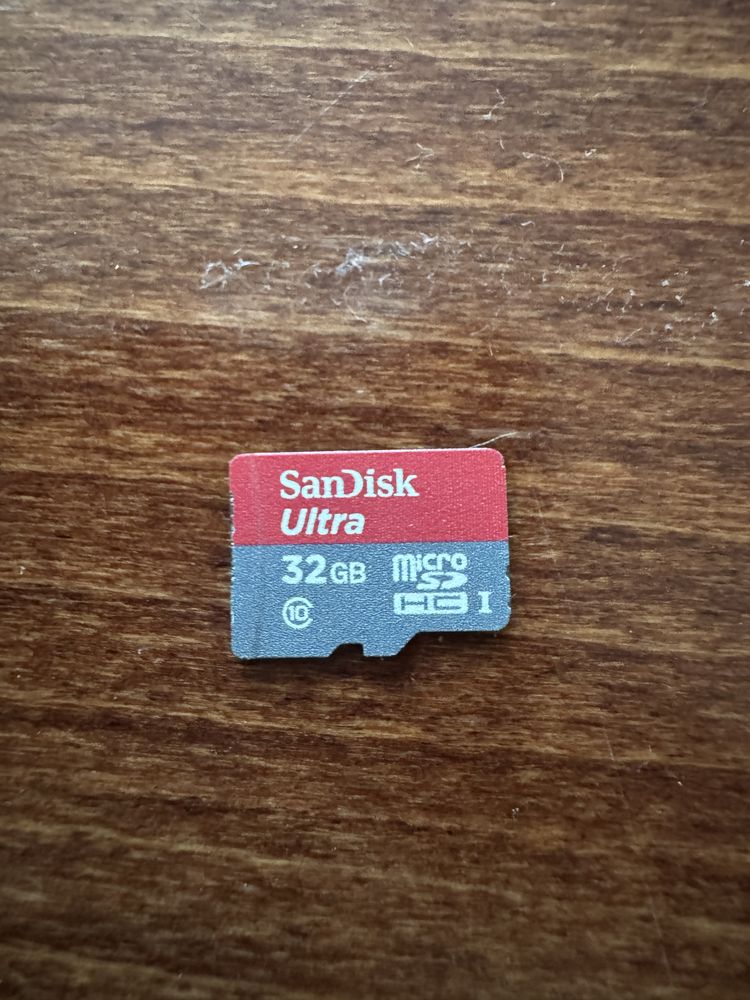 SanDisk
Ultra
32GB
micro
SD
HC I
10